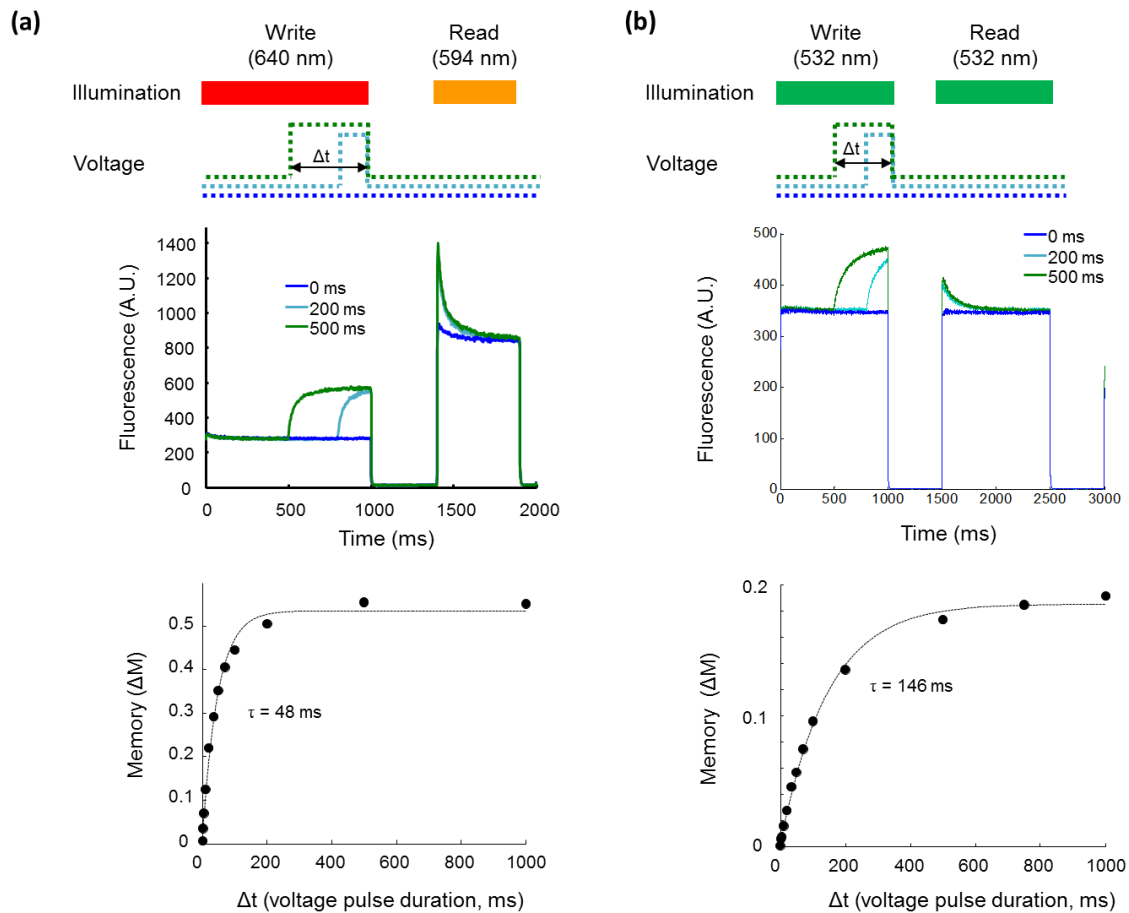 (a)
Write
(640 nm)
Read
(594 nm)
Illumination
Voltage
Δt
1400
1200
1000
800
600
400
200
0
Fluorescence (A.U.)
0 ms
200 ms
500 ms
0
500
1000
1500
2000
Time (ms)
0.5
0.4
0.3
0.2
0.1
0
Memory (ΔM)
τ = 48 ms
0
200
400
600
800
1000
Δt (voltage pulse duration, ms)
(b)
Write
(532 nm)
Read
(532 nm)
Illumination
Voltage
Δt
500
400
300
200
100
0
Fluorescence (A.U.)
0 ms
200 ms
500 ms
0
500
1000
1500
2000
2500
3000
Time (ms)
0.2
0.1
0
Memory (ΔM)
τ = 146 ms
0
200
400
600
800
1000
Δt (voltage pulse duration, ms)